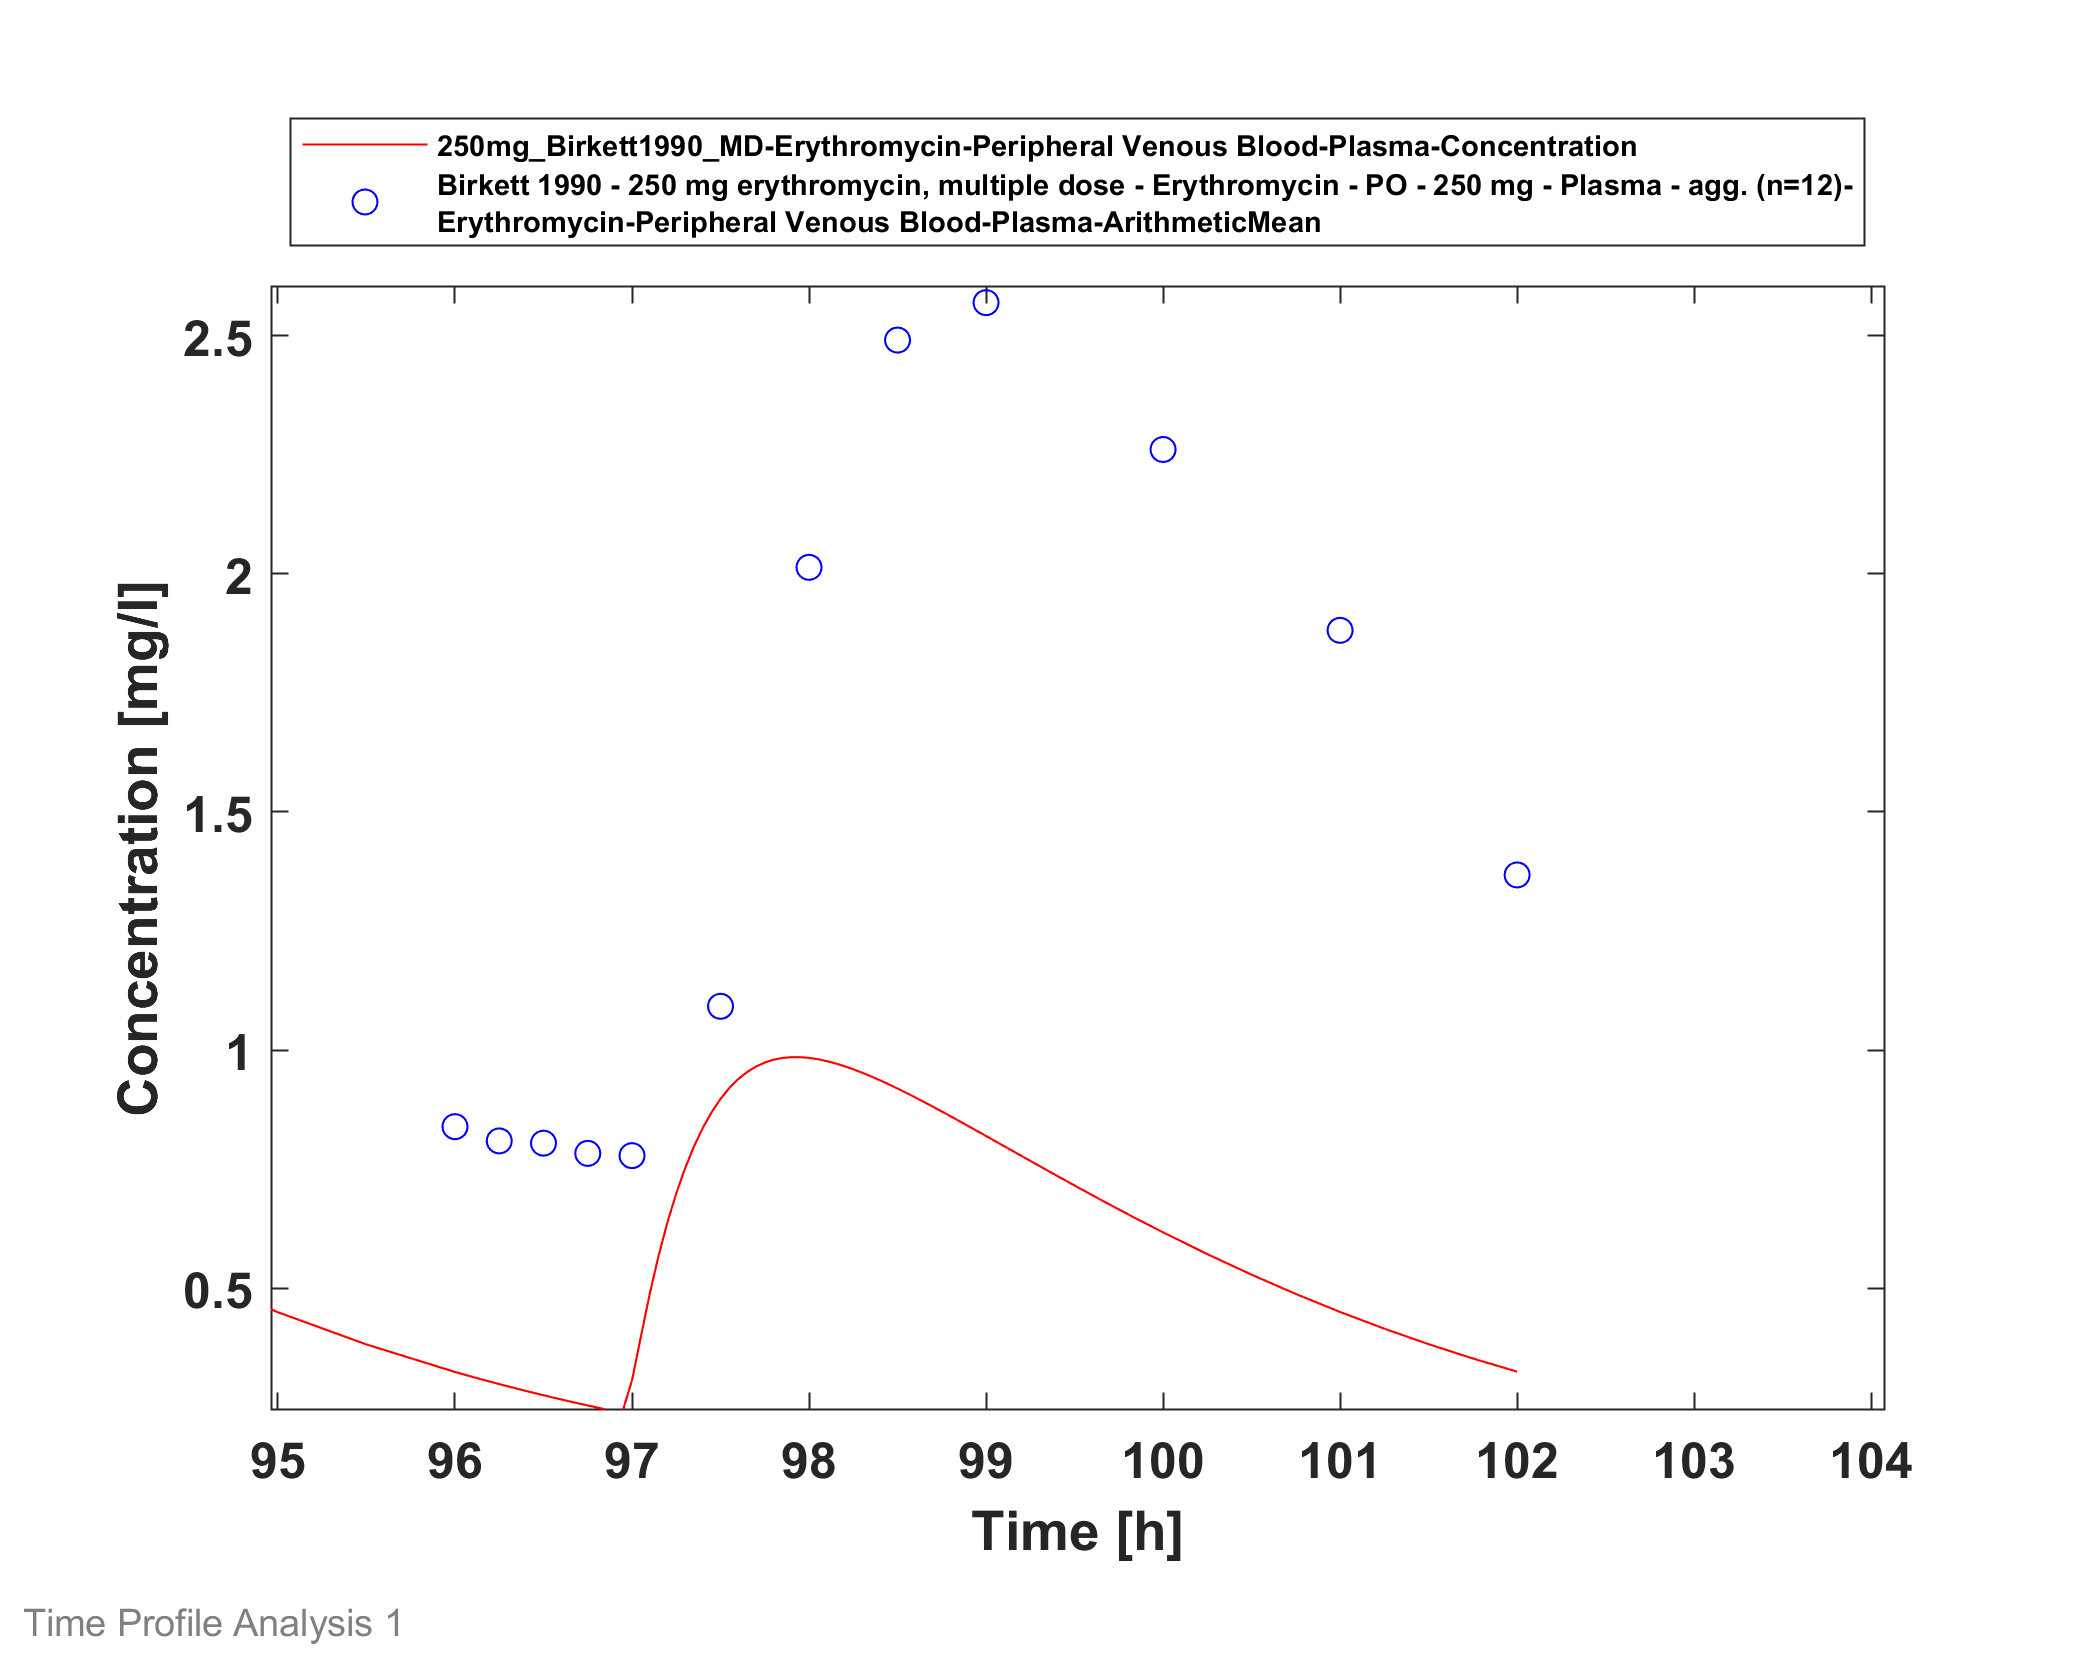 250mg_Birkett1990_MD-Erythromycin-Peripheral Venous Blood-Plasma-Concentration
Birkett 1990 - 250 mg erythromycin, multiple dose - Erythromycin - PO - 250 mg - Plasma - agg. (n=12)-
Erythromycin-Peripheral Venous Blood-Plasma-ArithmeticMean
2.5
2
1.5
1
0.5
Concentration [mg/l]
95 96 97 98 99 100 101 102 103 104
Time [h]
Time Profile Analysis 1